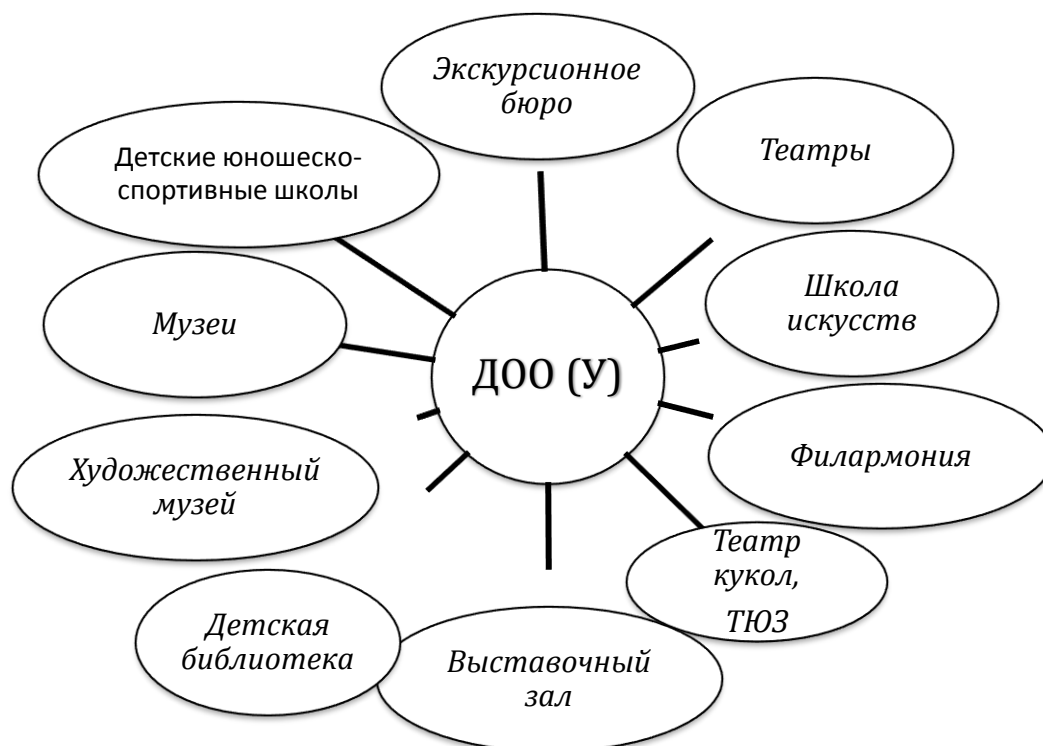 Экскурсионное
бюро
Театры
Детские юношеско-
спортивные школы
Школа
искусств
Музеи
ДОО (У)
Филармония
Художественный
музей
Театр
кукол,
ТЮЗ
Детская
библиотека
Выставочный
зал